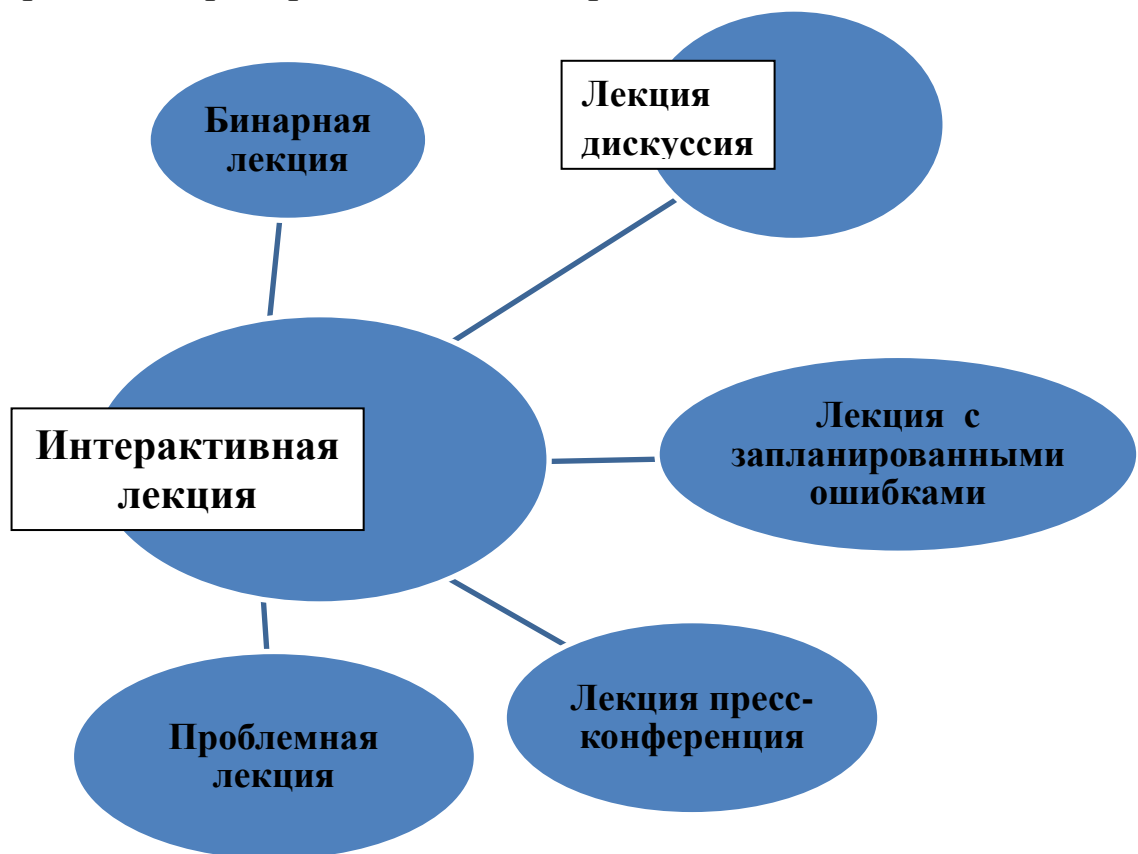 Бинарная
лекция
Лекция
дискуссия
Интерактивная
лекция
Лекция с
запланированными
ошибками
Лекция пресс-
конференция
Проблемная
лекция